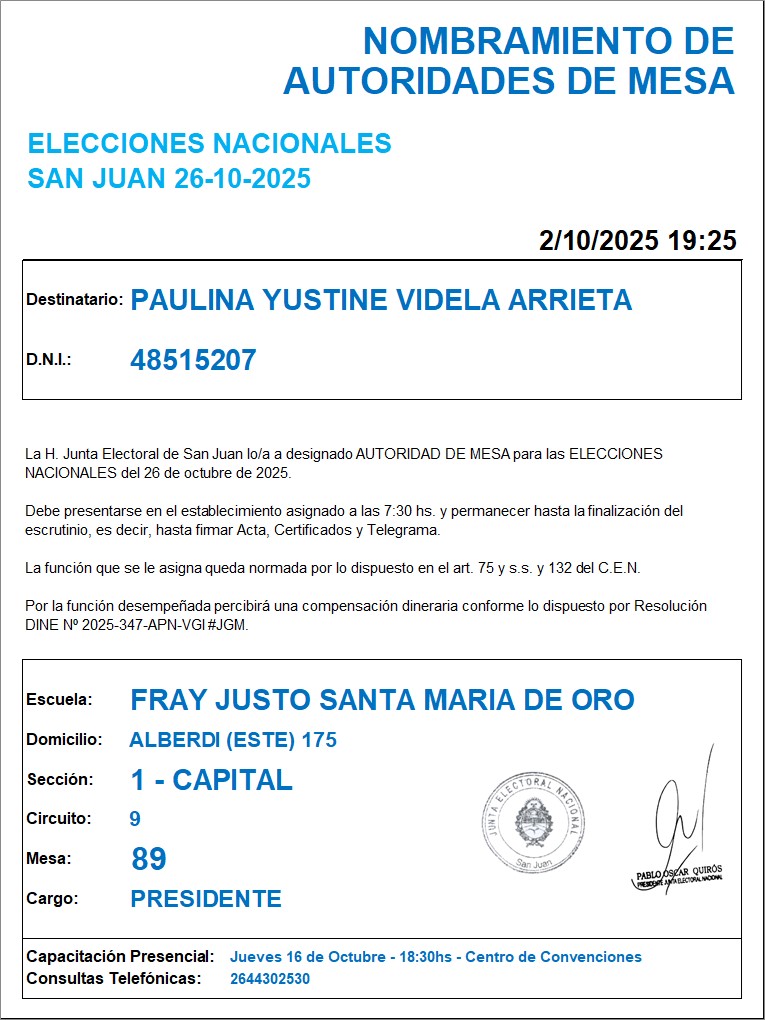 NOMBRAMIENTO DE
AUTORIDADES DE MESA
ELECCIONES NACIONALES
SAN JUAN 26-10-2025
2/10/2025 19:25
Destinatario: PAULINA YUSTINE VIDELA ARRIETA
D.N.I.: 48515207
La H. Junta Electoral de San Juan lo/a a designado AUTORIDAD DE MESA para las ELECCIONES
NACIONALES del 26 de octubre de 2025.
Debe presentarse en el establecimiento asignado a las 7:30 hs. y permanecer hasta la finalización del
escrutinio, es decir, hasta firmar Acta, Certificados y Telegrama.
La función que se le asigna queda normada por lo dispuesto en el art. 75 y s.s. y 132 del C.E.N.
Por la función desempeñada percibirá una compensación dineraria conforme lo dispuesto por Resolución
DINE Nº 2025-347-APN-VGI#JGM.
Escuela: FRAY JUSTO SANTA MARIA DE ORO
Domicilio: ALBERDI (ESTE) 175
Sección: 1 - CAPITAL
Circuito: 9
Mesa: 89
Cargo: PRESIDENTE
JUNTA ELECTORAL NACIONAL
San Juan
PABLO OSCAR QUIRÓS
PRESIDENTE JUNTA ELECTORAL NACIONAL
Capacitación Presencial: Jueves 16 de Octubre - 18:30hs - Centro de Convenciones
Consultas Telefónicas: 2644302530